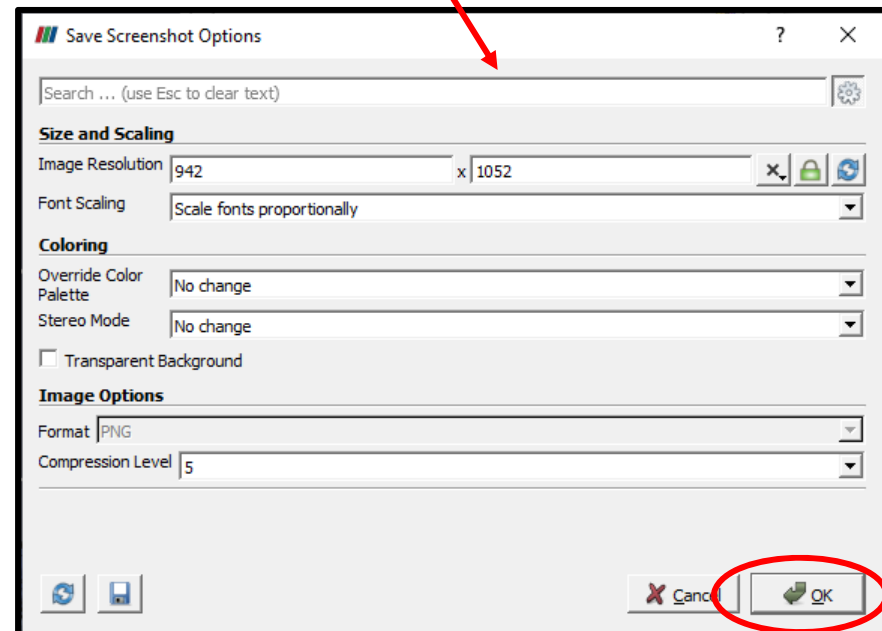 Save Screenshot Options ?
Search ... (use Esc to clear text)
Size and Scaling
Image Resolution 942 x 1052
Font Scaling Scale fonts proportionally
Coloring
Override Color Palette No change
Stereo Mode No change
Transparent Background
Image Options
Format PNG
Compression Level 5
Cancel OK